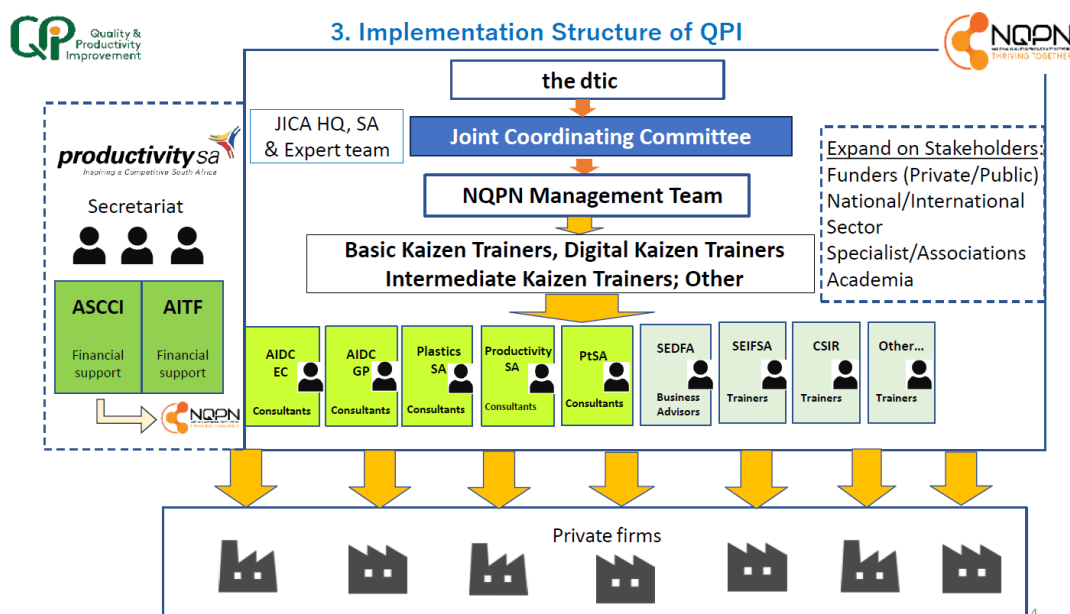 Quality &
Productivity
Improvement
3. Implementation Structure of QPI
NQPN
THRIVING TOGETHER
the dtic
JICA HQ, SA
& Expert team
Joint Coordinating Committee
NQPN Management Team
Basic Kaizen Trainers, Digital Kaizen Trainers
Intermediate Kaizen Trainers; Other
Expand on Stakeholders:
Funders (Private/Public)
National/International
Sector
Specialist/Associations
Academia
productivitysa
Inspiring a Competitive South Africa
Secretariat
ASCCI
Financial
support
AITF
Financial
support
NQPN
AIDC
EC
Consultants
AIDC
GP
Consultants
Plastics
SA
Consultants
Productivity
SA
Consultants
PtSA
Consultants
SEDFA
Business
Advisors
SEIFSA
Trainers
CSIR
Trainers
Other...
Trainers
Private firms
4